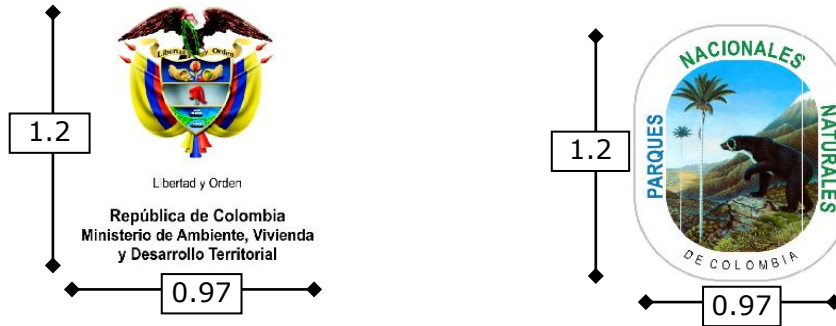 Libertad y Orden
1.2
Libertad y Orden
República de Colombia
Ministerio de Ambiente, Vivienda
y Desarrollo Territorial
0.97
1.2
PARQUES
NACIONALES
NATURALES
DE COLOMBIA
0.97